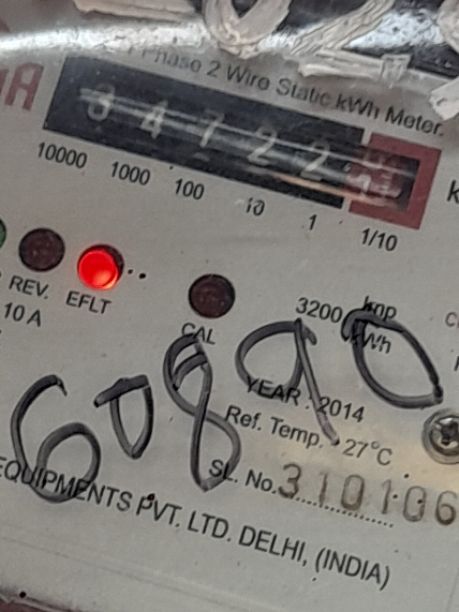 Phase 2 Wire Static kWh Meter.
3 4 7 2 2
10000 1000 100 10 1 1/10
REV. EFLT
CAL
10 A
3200 imp
kWh
60890
YEAR : 2014
Ref. Temp. 27°C
SL. No. 310106
EQUIPMENTS PVT. LTD. DELHI, (INDIA)